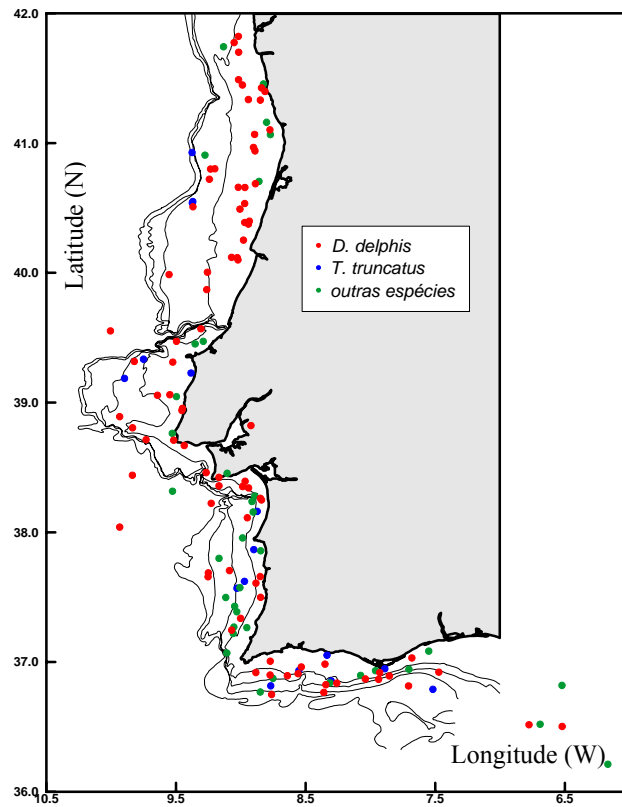 42.0
41.0
40.0
39.0
38.0
37.0
36.0
Latitude (N)
D. delphis
T. truncatus
outras espécies
Longitude (W)
10.5
9.5
8.5
7.5
6.5